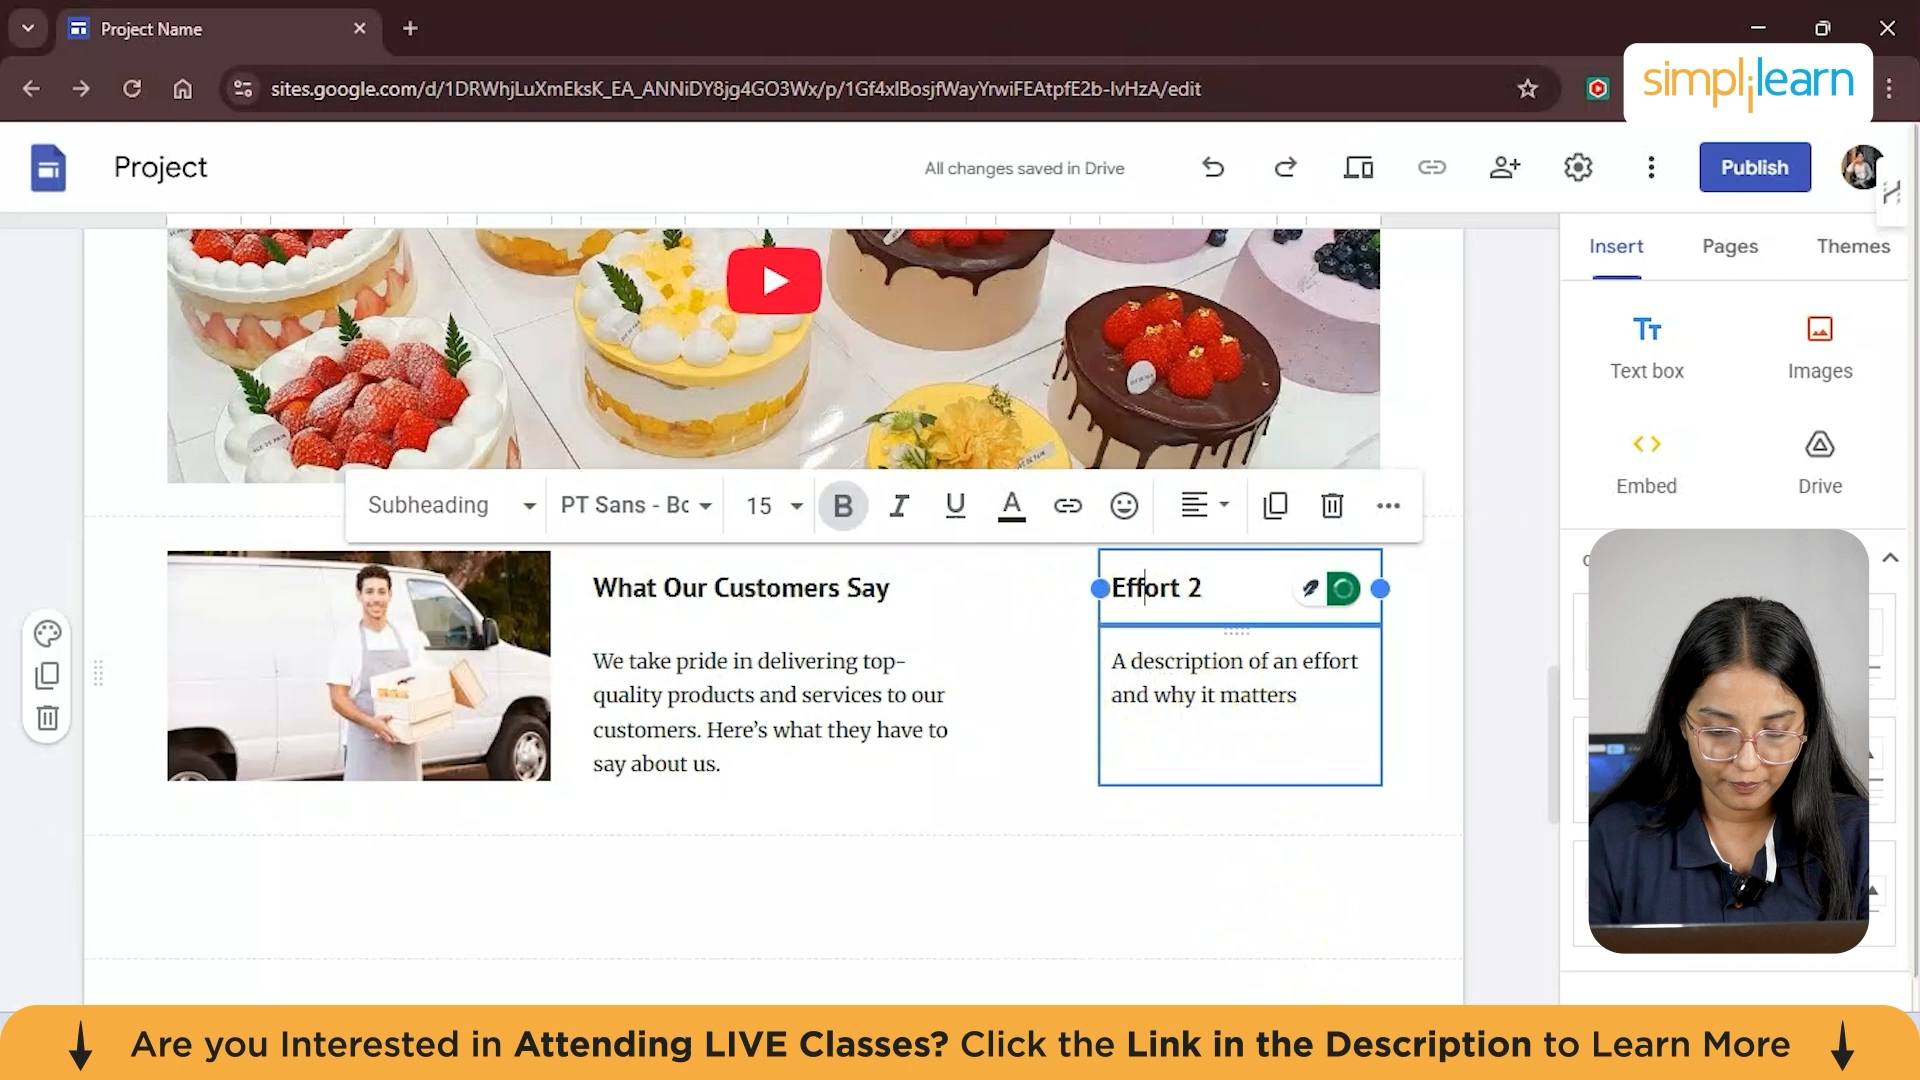 Project Name
sites.google.com/d/1DRWhjLuXmEksK_EA_ANNiDY8jg4GO3Wx/p/1Gf4xlBosjfWayYrwiFEAtpfE2b-lvHzA/edit
simplilearn
Project
All changes saved in Drive
Publish
Insert
Pages
Themes
Text box
Images
Embed
Drive
Subheading
PT Sans - Bc
15
B
I
U
A
What Our Customers Say
We take pride in delivering top-
quality products and services to our
customers. Here’s what they have to
say about us.
Effort 2
A description of an effort
and why it matters
Are you Interested in Attending LIVE Classes? Click the Link in the Description to Learn More